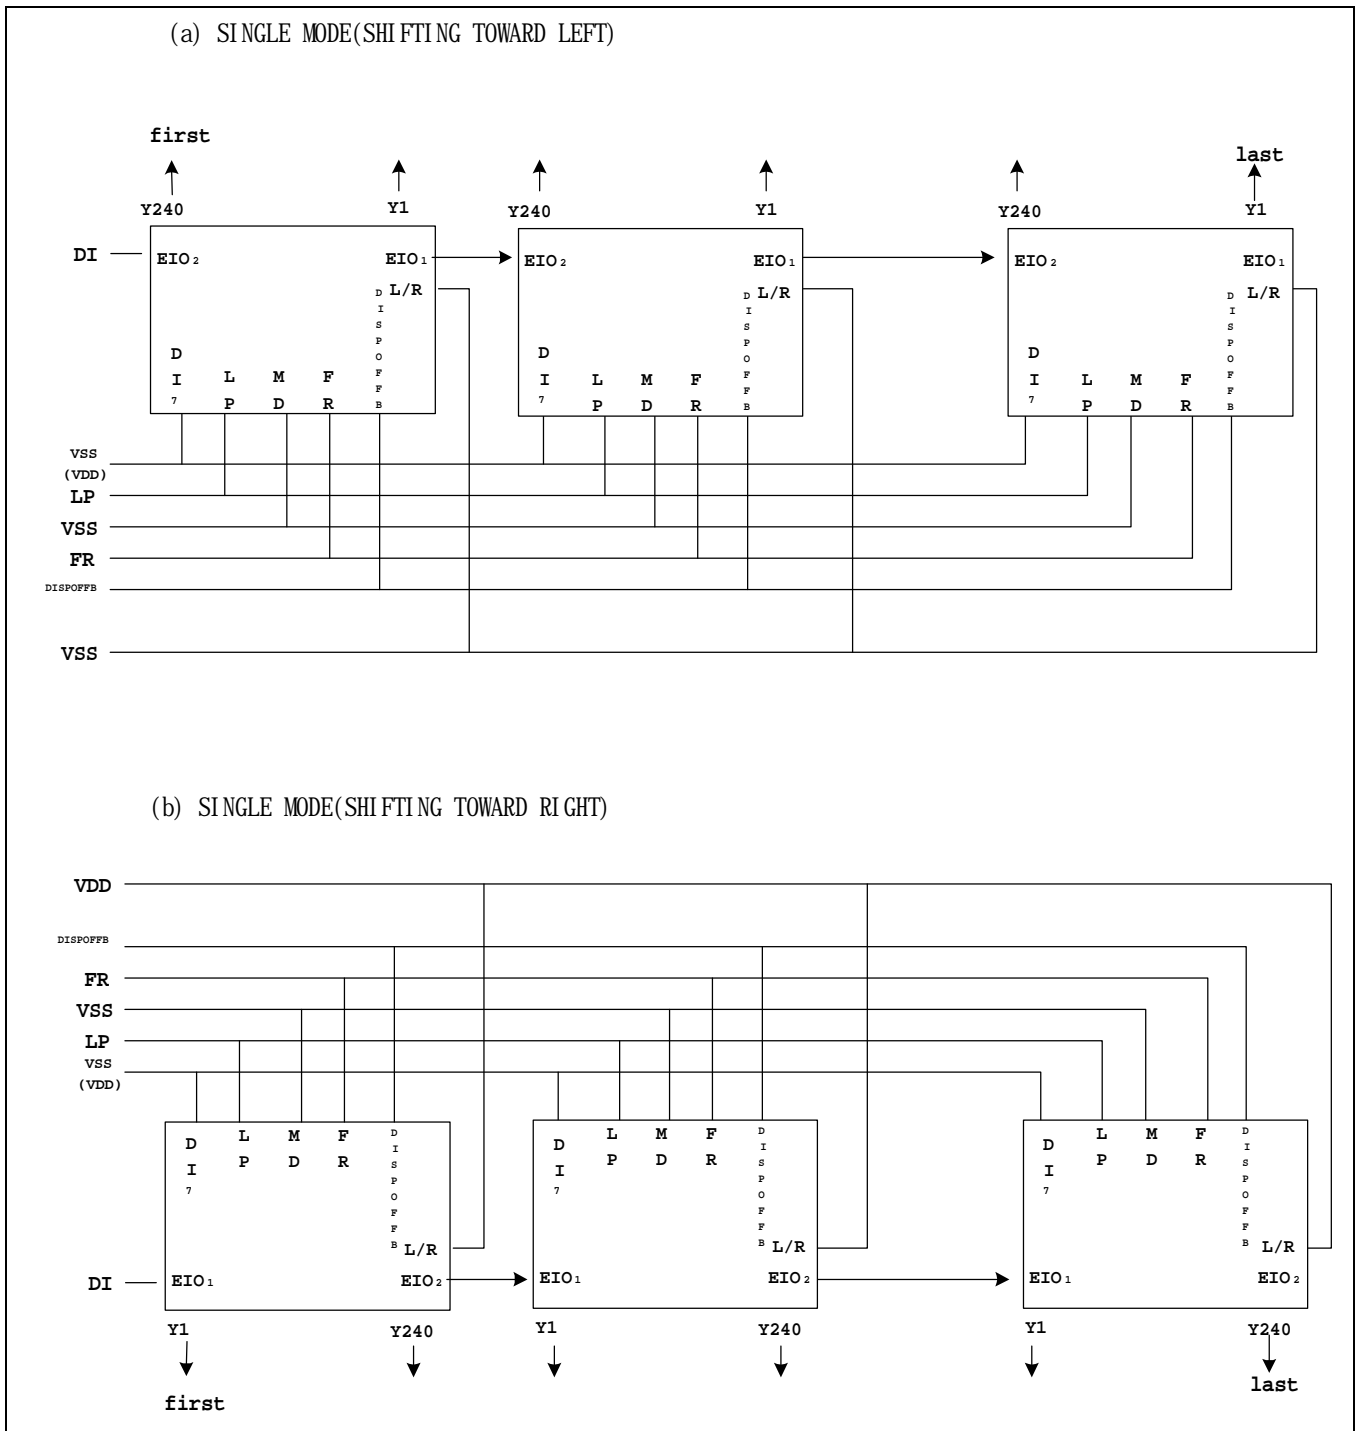 (a) SINGLE MODE(SHIFTING TOWARD LEFT)
first
last
Y240 Y1 Y240 Y1 Y240 Y1
DI EIO2 EIO1 EIO2 EIO1 EIO2 EIO1
L/R L/R L/R
DI7 LP MD FR DISPOFFB
DI7 LP MD FR DISPOFFB
DI7 LP MD FR DISPOFFB
VSS
(VDD)
LP
VSS
FR
DISPOFFB
VSS
(b) SINGLE MODE(SHIFTING TOWARD RIGHT)
VDD
DISPOFFB
FR
VSS
LP
VSS
(VDD)
DI7 LP MD FR DISPOFFB
DI7 LP MD FR DISPOFFB
DI7 LP MD FR DISPOFFB
L/R L/R L/R
DI EIO1 EIO2 EIO1 EIO2 EIO1 EIO2
Y1 Y240 Y1 Y240 Y1 Y240
first
last